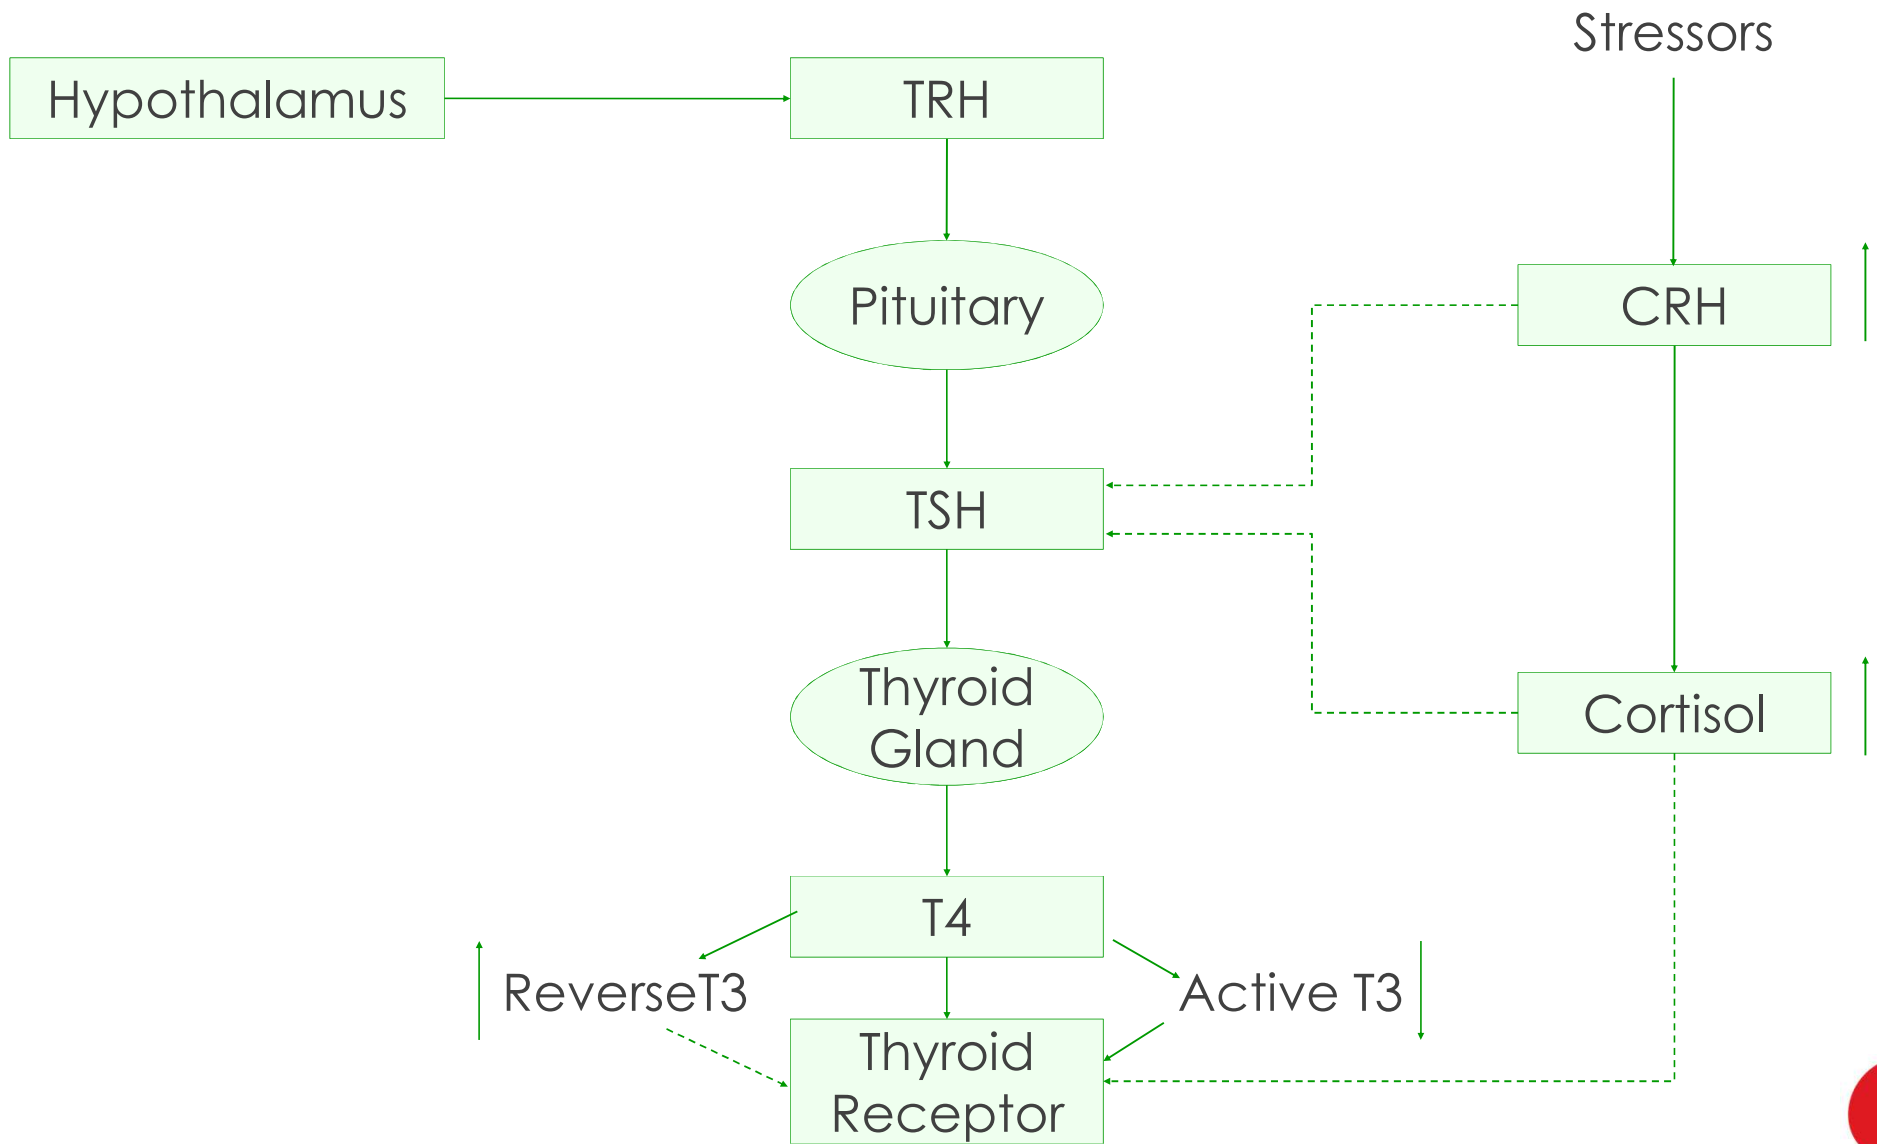 Stressors
Hypothalamus
TRH
Pituitary
CRH
TSH
Thyroid
Gland
Cortisol
T4
ReverseT3
Active T3
Thyroid
Receptor